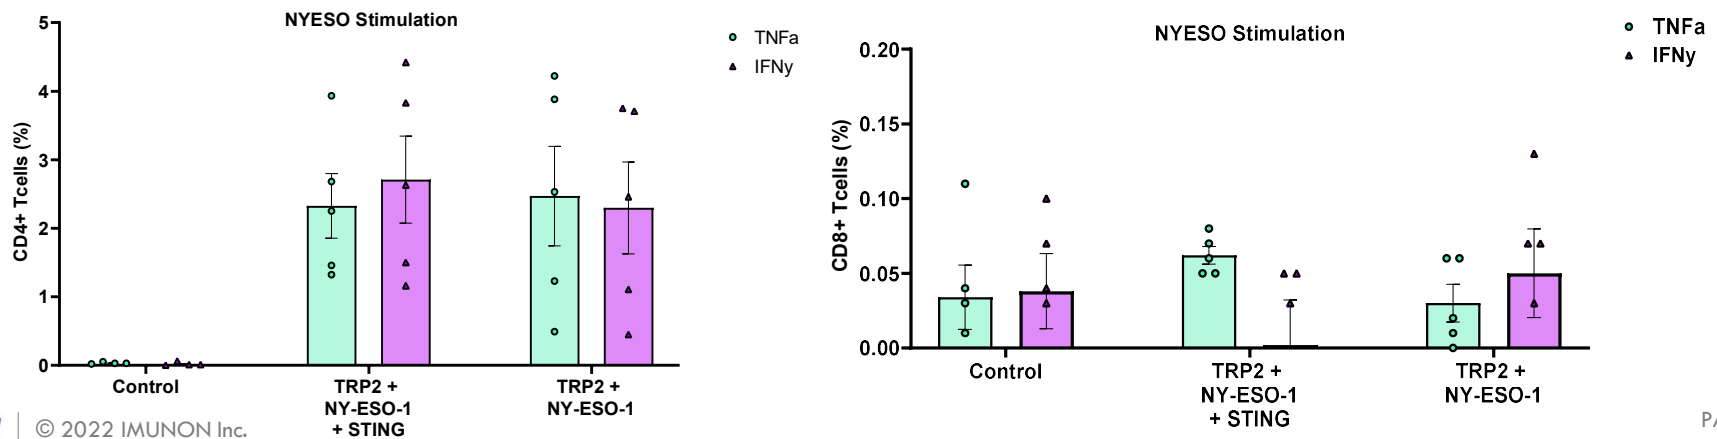 NYESO Stimulation
TNFa
IFNy
5
4
3
2
1
0
CD4+ Tcells (%)
Control
TRP2 +
NY-ESO-1
+ STING
TRP2 +
NY-ESO-1
NYESO Stimulation
TNFa
IFNy
0.20
0.15
0.10
0.05
0.00
CD8+ Tcells (%)
Control
TRP2 +
NY-ESO-1
+ STING
TRP2 +
NY-ESO-1
© 2022 IMUNON Inc.